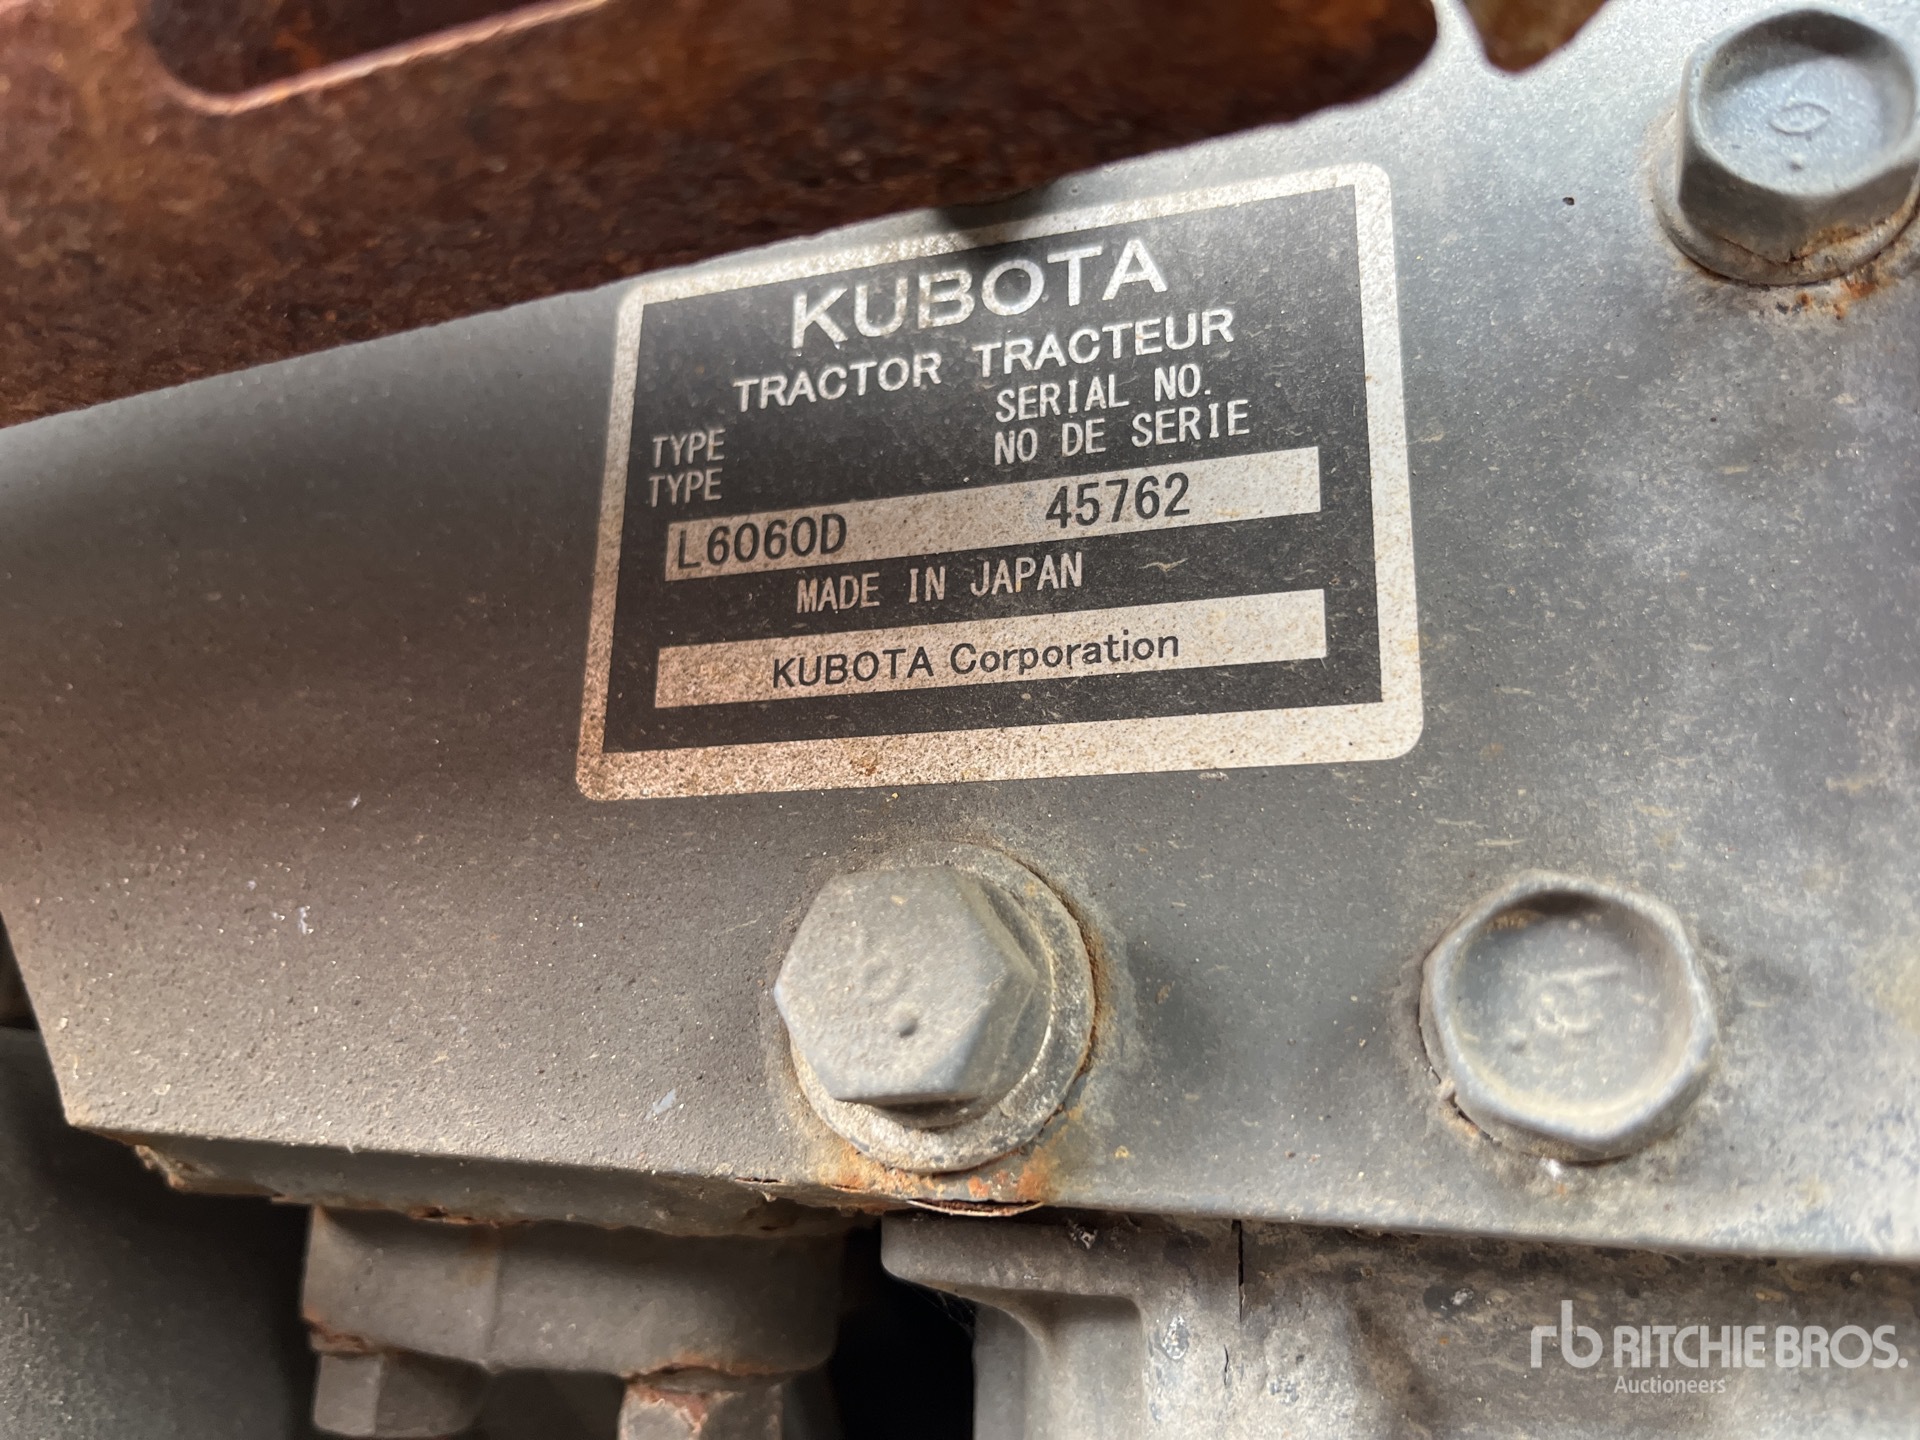 KUBOTA
TRACTOR TRACTEUR
TYPE SERIAL NO.
TYPE NO DE SERIE
L6060D 45762
MADE IN JAPAN
KUBOTA Corporation
rb RITCHIE BROS.
Auctioneers